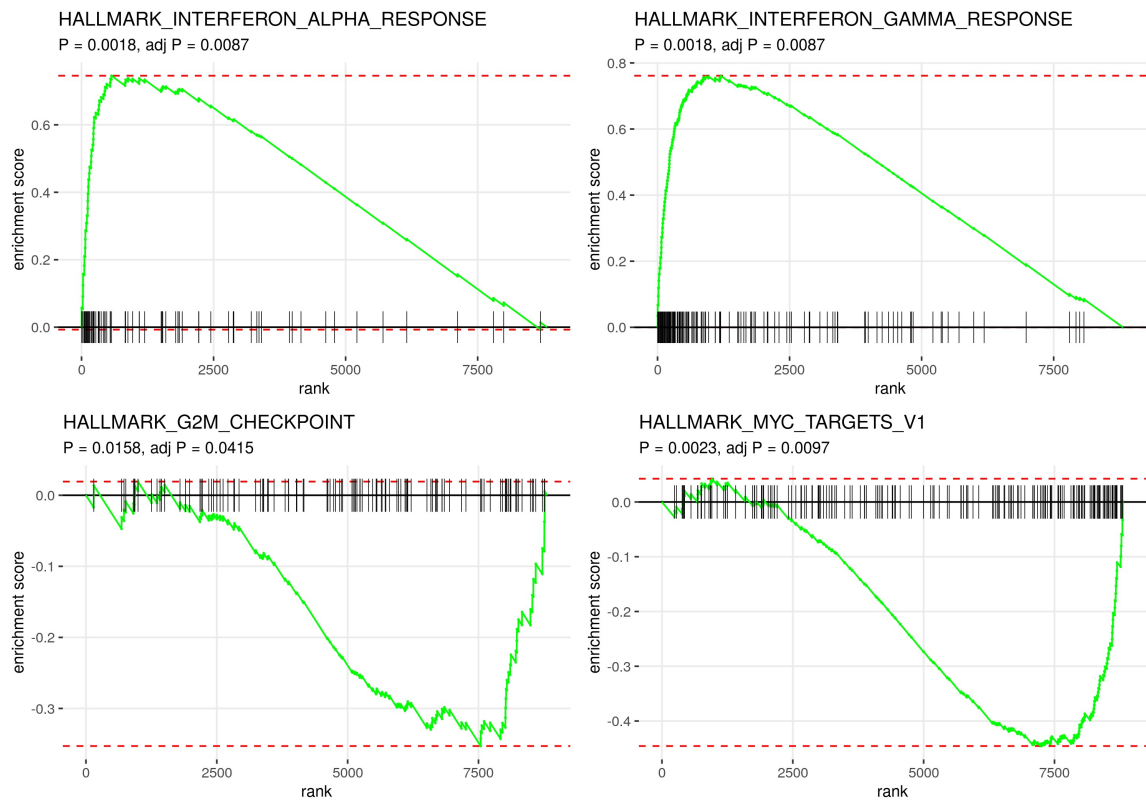 HALLMARK_INTERFERON_ALPHA_RESPONSE
P = 0.0018, adj P = 0.0087
enrichment score
0.6
0.4
0.2
0.0
0 2500 5000 7500
rank
HALLMARK_INTERFERON_GAMMA_RESPONSE
P = 0.0018, adj P = 0.0087
enrichment score
0.8
0.6
0.4
0.2
0.0
0 2500 5000 7500
rank
HALLMARK_G2M_CHECKPOINT
P = 0.0158, adj P = 0.0415
enrichment score
0.0
-0.1
-0.2
-0.3
0 2500 5000 7500
rank
HALLMARK_MYC_TARGETS_V1
P = 0.0023, adj P = 0.0097
enrichment score
0.0
-0.1
-0.2
-0.3
-0.4
0 2500 5000 7500
rank